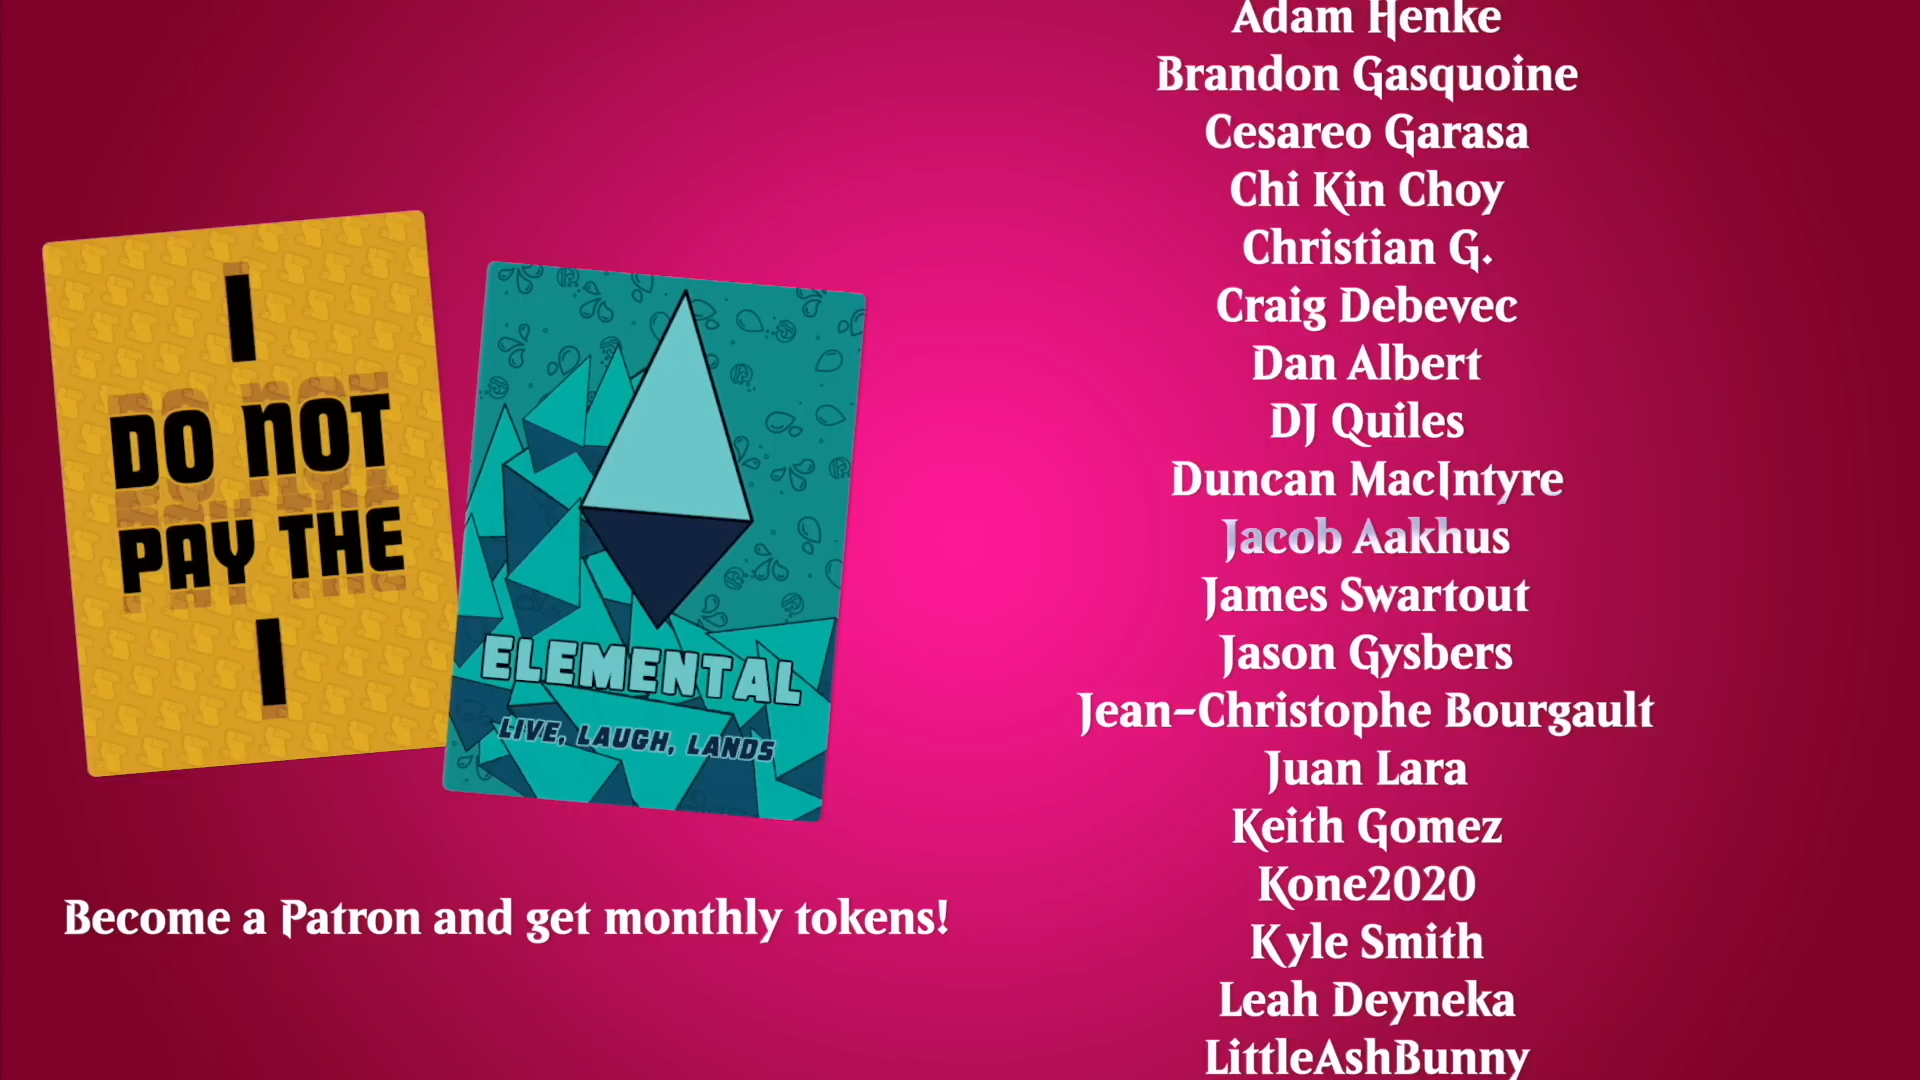 I
DO NOT
PAY THE
I
ELEMENTAL
LIVE, LAUGH, LANDS
Become a Patron and get monthly tokens!
Adam Henke
Brandon Gasquoine
Cesareo Garasa
Chi Kin Choy
Christian G.
Craig Debevec
Dan Albert
DJ Quiles
Duncan MacIntyre
Jacob Aakhus
James Swartout
Jason Gysbers
Jean-Christophe Bourgault
Juan Lara
Keith Gomez
Kone2020
Kyle Smith
Leah Deyneka
LittleAshBunny